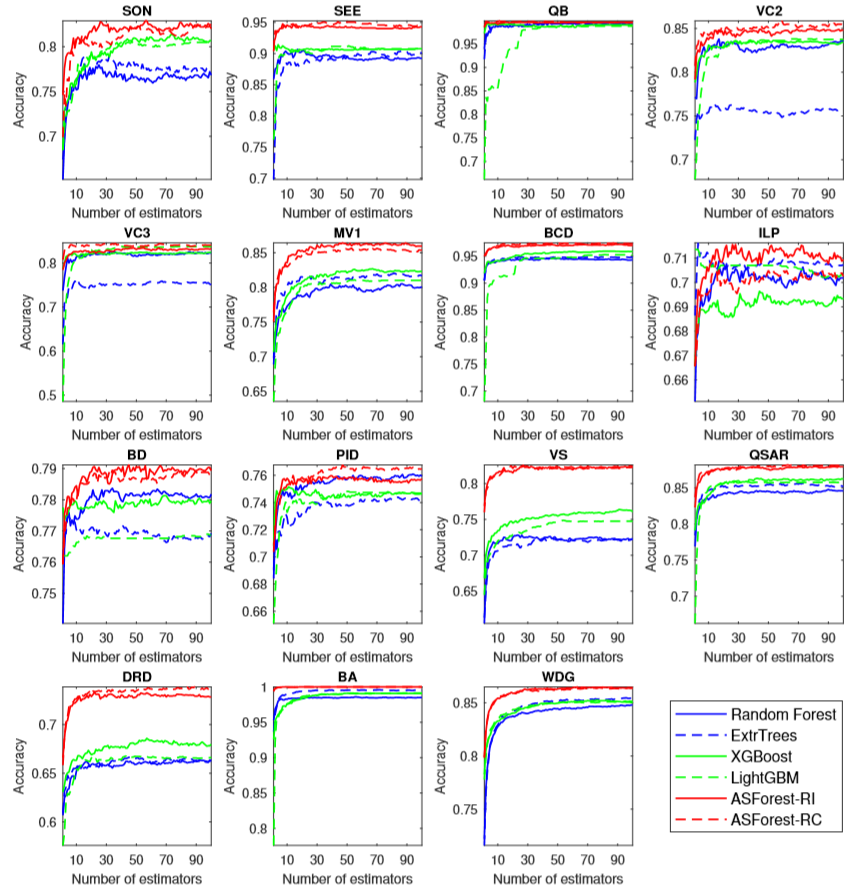 SON SEE QB VC2
Accuracy 0.8 0.75 0.7
10 30 50 70 90
Number of estimators
Accuracy 0.95 0.9 0.85 0.8 0.75 0.7
10 30 50 70 90
Number of estimators
Accuracy 0.95 0.9 0.85 0.8 0.75 0.7
10 30 50 70 90
Number of estimators
Accuracy 0.85 0.8 0.75 0.7
10 30 50 70 90
Number of estimators
VC3 MV1 BCD ILP
Accuracy 0.8 0.7 0.6 0.5
10 30 50 70 90
Number of estimators
Accuracy 0.85 0.8 0.75 0.7 0.65
10 30 50 70 90
Number of estimators
Accuracy 0.95 0.9 0.85 0.8 0.75 0.7
10 30 50 70 90
Number of estimators
Accuracy 0.71 0.7 0.69 0.68 0.67 0.66
10 30 50 70 90
Number of estimators
BD PID VS QSAR
Accuracy 0.79 0.78 0.77 0.76 0.75
10 30 50 70 90
Number of estimators
Accuracy 0.76 0.74 0.72 0.7 0.68 0.66
10 30 50 70 90
Number of estimators
Accuracy 0.8 0.75 0.7 0.65
10 30 50 70 90
Number of estimators
Accuracy 0.85 0.8 0.75 0.7
10 30 50 70 90
Number of estimators
DRD BA WDG
Accuracy 0.7 0.65 0.6
10 30 50 70 90
Number of estimators
Accuracy 1 0.95 0.9 0.85 0.8
10 30 50 70 90
Number of estimators
Accuracy 0.85 0.8 0.75
10 30 50 70 90
Number of estimators
Random Forest
ExtrTrees
XGBoost
LightGBM
ASForest-RI
ASForest-RC